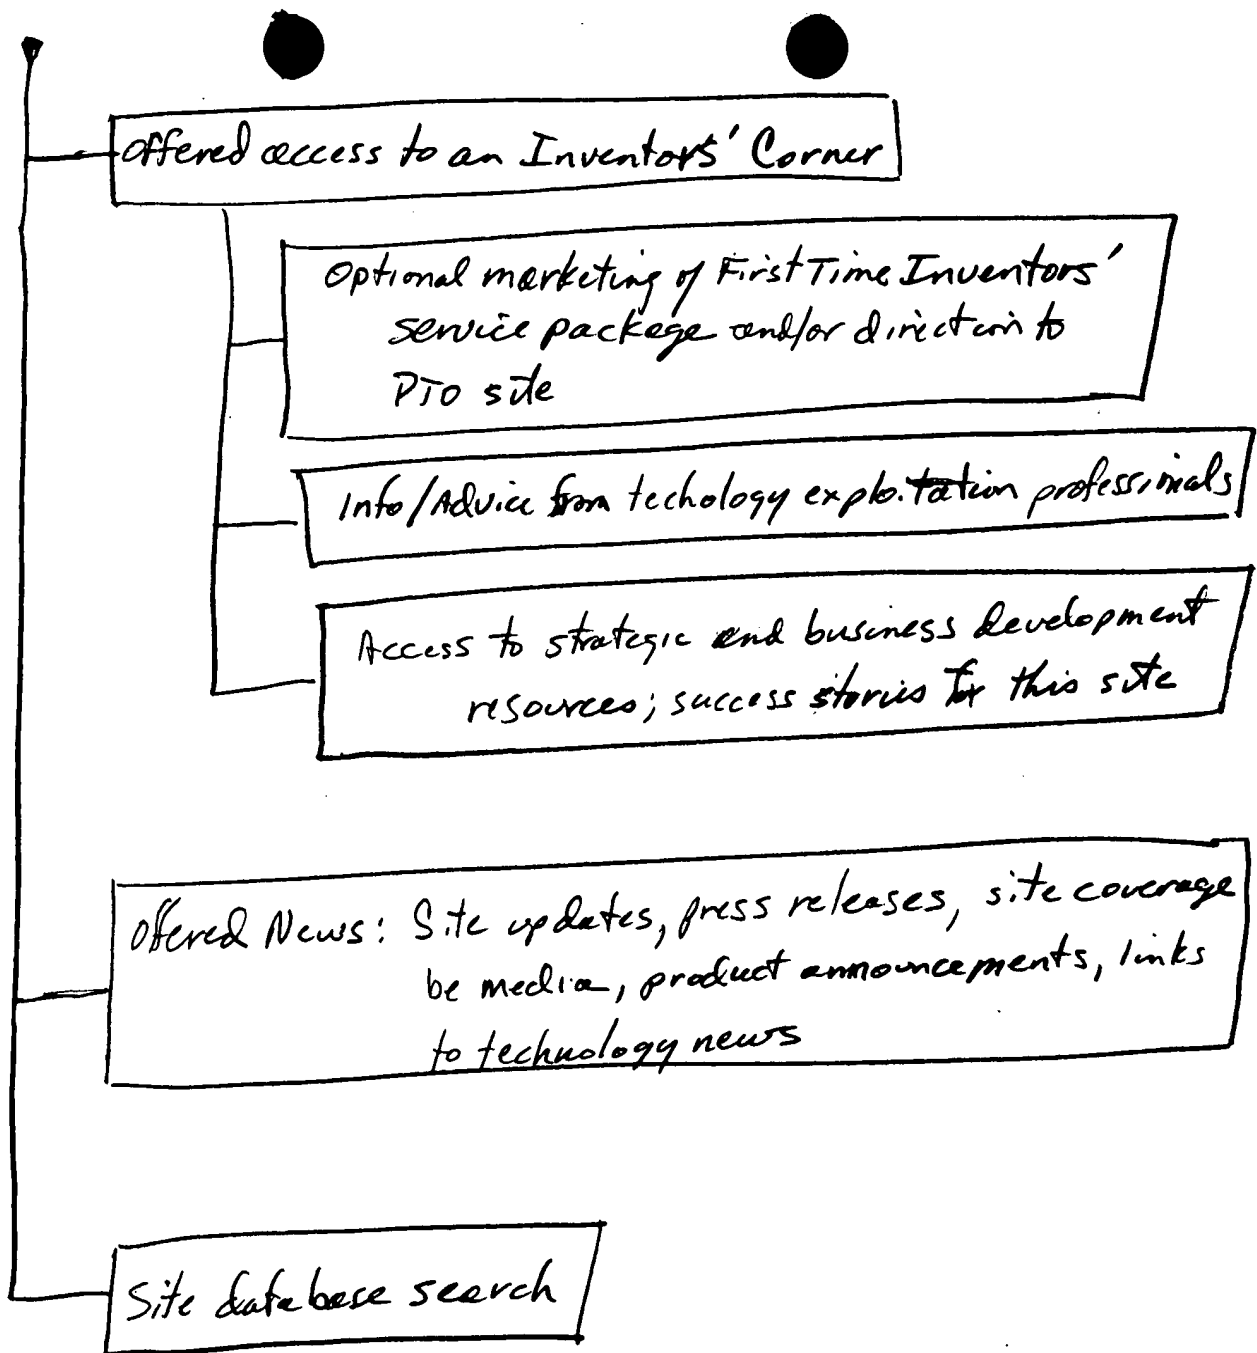 Offered access to an Inventors' Corner
Optional marketing of First Time Inventors'
service package and/or direction to
PTO site
Info/Advice from techology exploitation professionals
Access to strategic and business development
resources; success stories for this site
Offered News: Site updates, press releases, site coverage
be media, product announcements, links
to technology news
Site database search